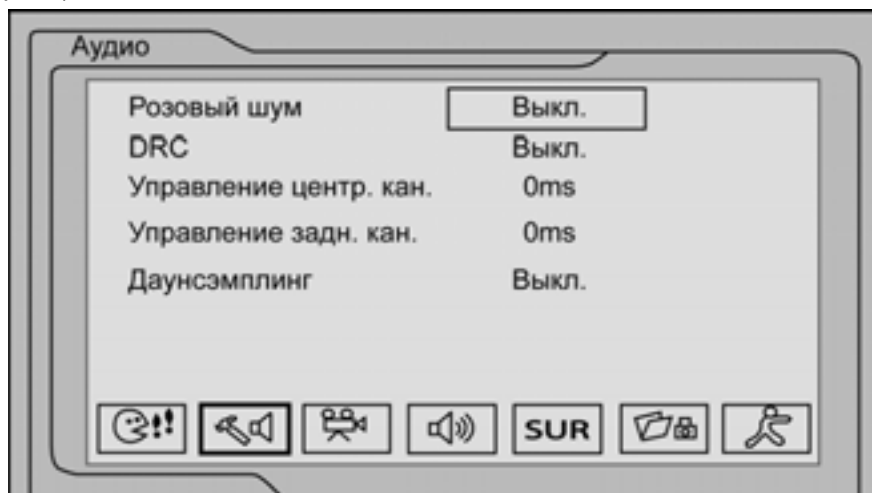 Аудио
Розовый шум Выкл.
DRC Выкл.
Управление центр. кан. 0ms
Управление задн. кан. 0ms
Даунсэмплинг Выкл.
SUR